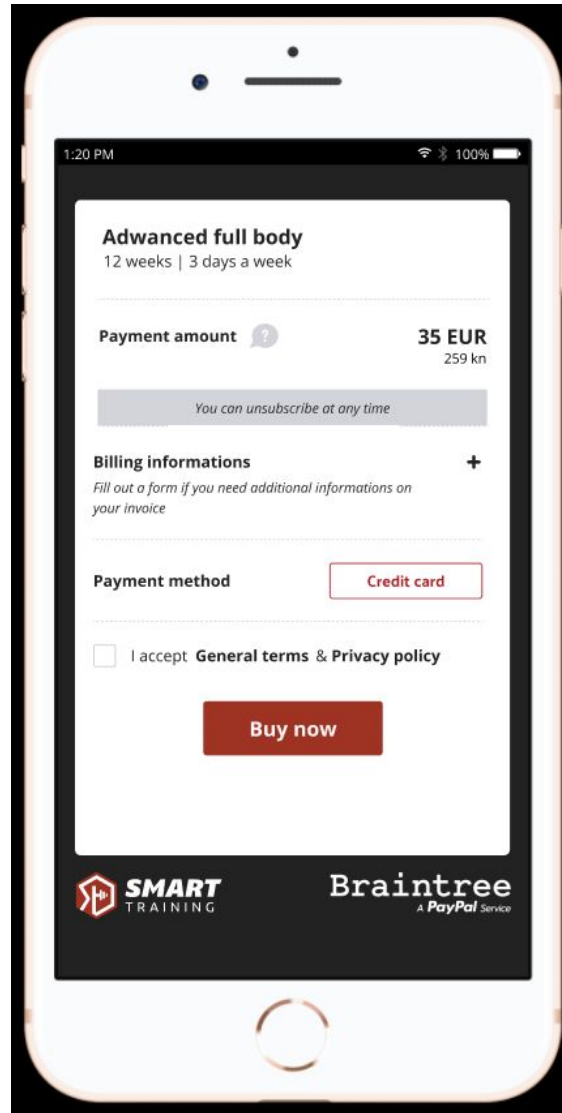 1:20 PM 100%
Adwanced full body
12 weeks | 3 days a week
Payment amount ? 35 EUR
259 kn
You can unsubscribe at any time
Billing informations +
Fill out a form if you need additional informations on
your invoice
Payment method Credit card
I accept General terms & Privacy policy
Buy now
SMART
TRAINING
Braintree
A PayPal Service